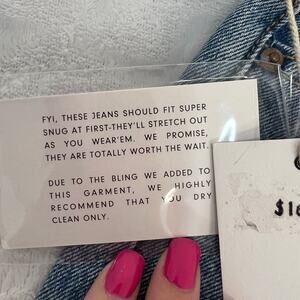 FYI, THESE JEANS SHOULD FIT SUPER
SNUG AT FIRST-THEY'LL STRETCH OUT
AS YOU WEAR'EM. WE PROMISE,
THEY ARE TOTALLY WORTH THE WAIT.
DUE TO THE BLING WE ADDED TO
THIS GARMENT, WE HIGHLY
RECOMMEND THAT YOU DRY
CLEAN ONLY.